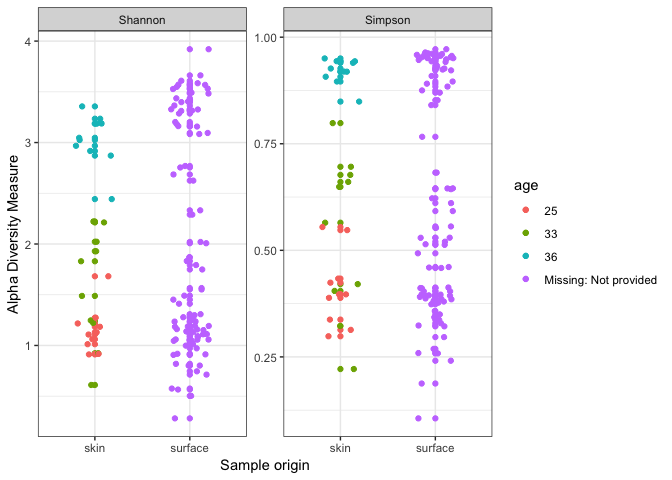 Shannon
Simpson
Alpha Diversity Measure
4
3
2
1
1.00
0.75
0.50
0.25
skin
surface
skin
surface
Sample origin
age
25
33
36
Missing: Not provided